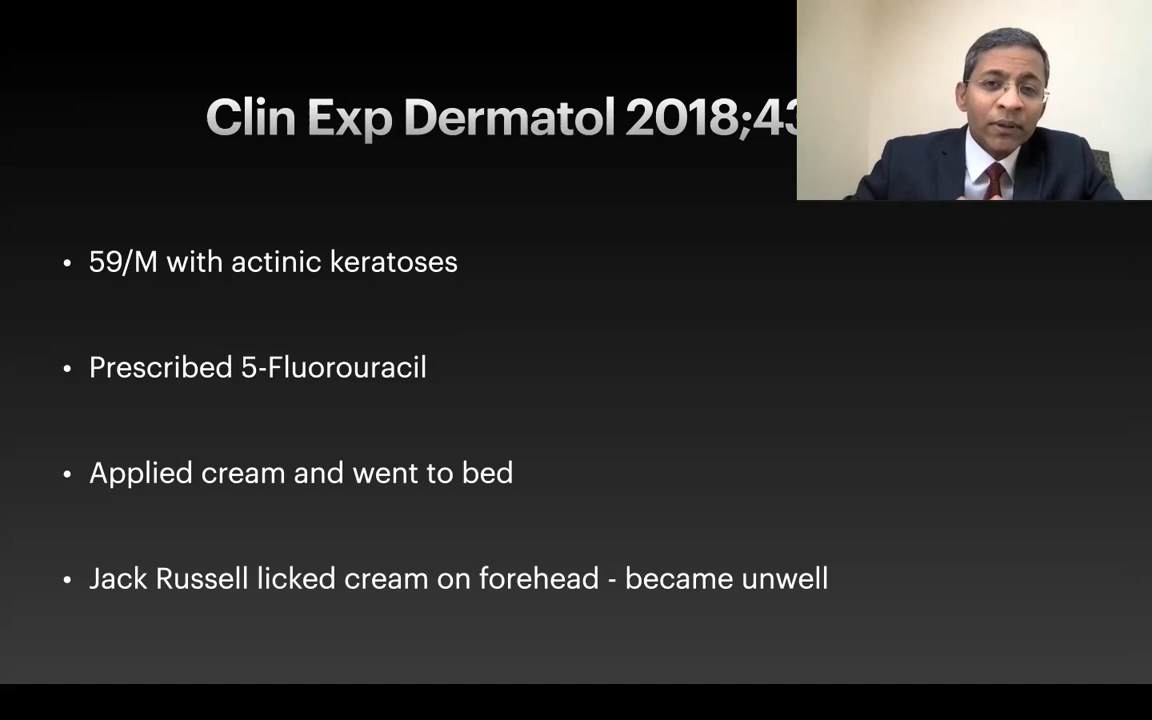 Clin Exp Dermatol 2018;43
• 59/M with actinic keratoses
• Prescribed 5-Fluorouracil
• Applied cream and went to bed
• Jack Russell licked cream on forehead - became unwell